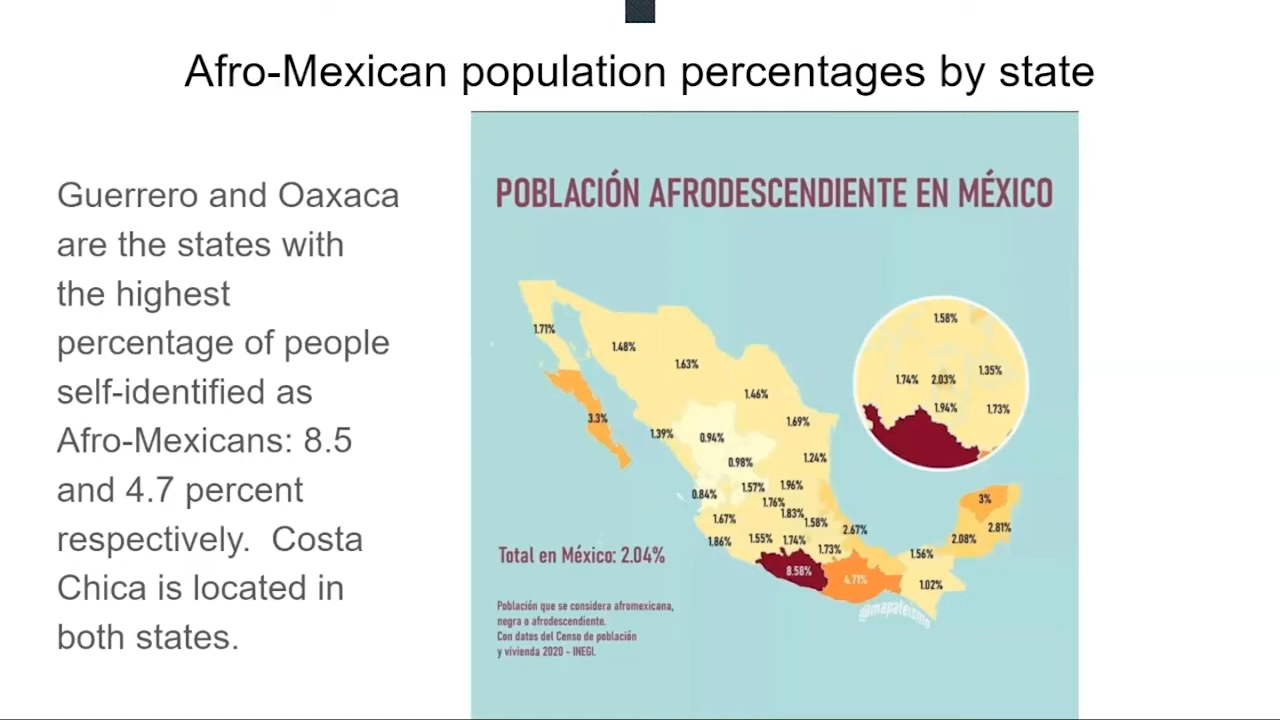 Afro-Mexican population percentages by state
Guerrero and Oaxaca
are the states with
the highest
percentage of people
self-identified as
Afro-Mexicans: 8.5
and 4.7 percent
respectively.  Costa
Chica is located in
both states.
POBLACIÓN AFRODESCENDIENTE EN MÉXICO
1.71%
1.48%
1.63%
1.46%
3.3%
1.39%
0.94%
1.69%
0.98%
1.24%
0.84%
1.57%
1.96%
1.76%
1.67%
1.83%
1.58%
1.86%
1.55%
1.74%
1.73%
2.67%
8.58%
4.71%
1.56%
1.02%
2.08%
2.81%
3%
1.58%
1.74%
2.03%
1.35%
1.94%
1.73%
Total en México: 2.04%
Población que se considera afromexicana,
negra o afrodescendiente.
Con datos del Censo de población
y vivienda 2020 - INEGI.
@mapateismo